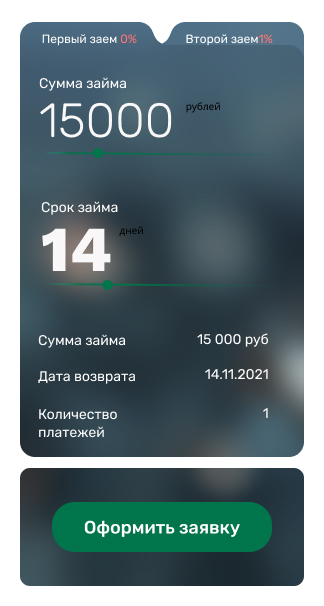 Первый заем 0% Второй заем1%
Сумма займа
15000 рублей
Срок займа
14 дней
Сумма займа 15 000 руб
Дата возврата 14.11.2021
Количество 1
платежей
Оформить заявку